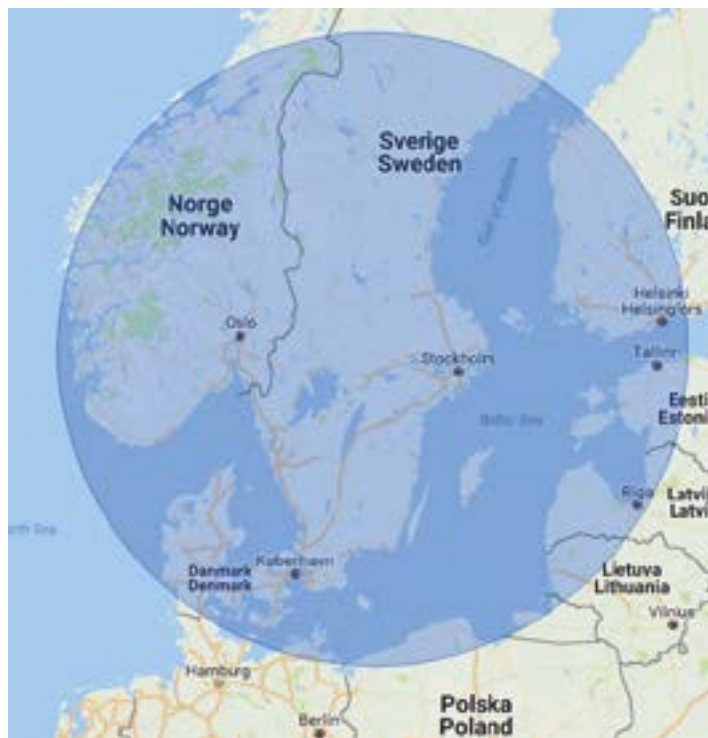 Sverige
Sweden
Norge
Norway
Suo
Finla
Helsinki
Helsingfors
Oslo
Stockholm
Tallinn
Eesti
Estonia
Baltic Sea
Riga
Latvi
Latvi
København
Danmark
Denmark
Lietuva
Lithuania
Vilnius
Hamburg
Polska
Poland
Berlin